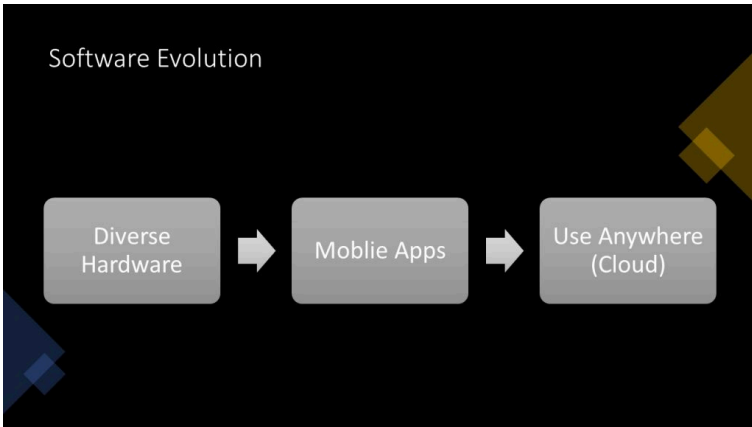 Software Evolution
Diverse
Hardware
Moblie Apps
Use Anywhere
(Cloud)